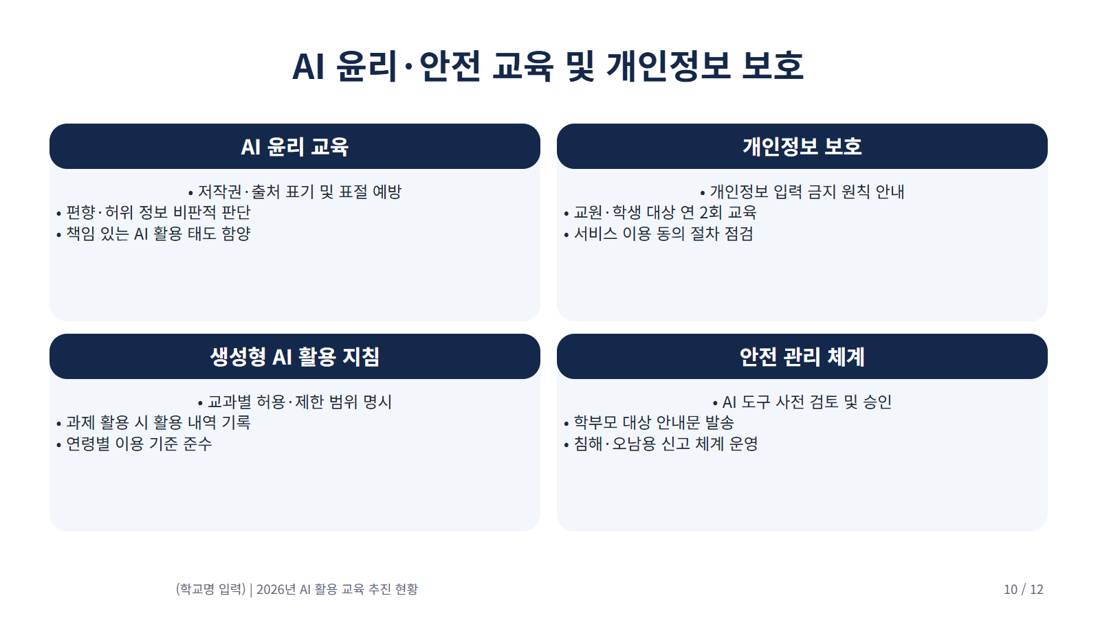 AI 윤리·안전 교육 및 개인정보 보호
AI 윤리 교육
• 저작권·출처 표기 및 표절 예방
• 편향·허위 정보 비판적 판단
• 책임 있는 AI 활용 태도 함양
개인정보 보호
• 개인정보 입력 금지 원칙 안내
• 교원·학생 대상 연 2회 교육
• 서비스 이용 동의 절차 점검
생성형 AI 활용 지침
• 교과별 허용·제한 범위 명시
• 과제 활용 시 활용 내역 기록
• 연령별 이용 기준 준수
안전 관리 체계
• AI 도구 사전 검토 및 승인
• 학부모 대상 안내문 발송
• 침해·오남용 신고 체계 운영
(학교명 입력) | 2026년 AI 활용 교육 추진 현황
10 / 12